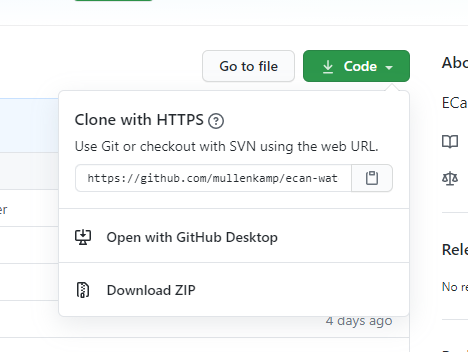 Go to file
Code
Abo
Clone with HTTPS
ECa
Use Git or checkout with SVN using the web URL.
https://github.com/mullenkamp/ecan-wat
er
Open with GitHub Desktop
Rele
Download ZIP
No re
4 days ago